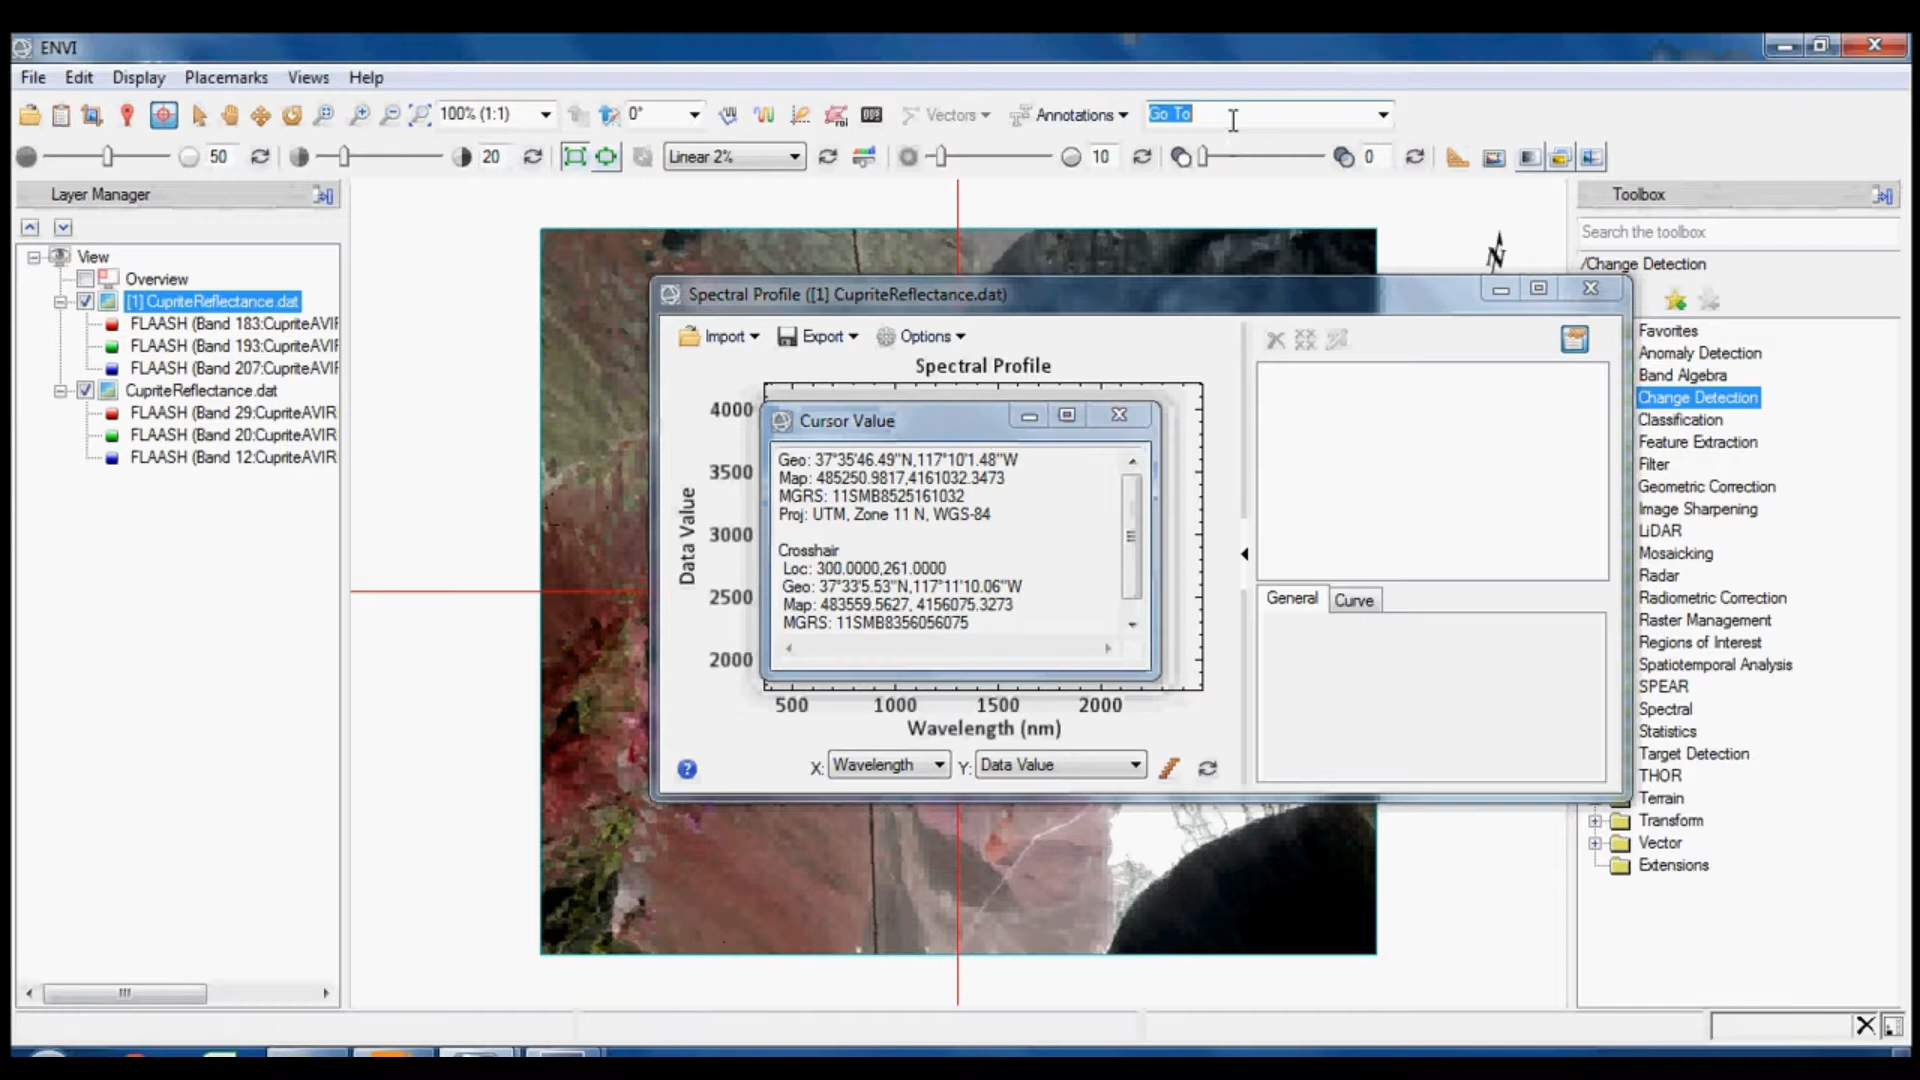 ENVI
File Edit Display Placemarks Views Help
100% (1:1) 0° Vectors Annotations Go To
50 20 Linear 2% 10 0
Layer Manager
View
Overview
[1] CupriteReflectance.dat
FLAASH (Band 183:CupriteAVIF
FLAASH (Band 193:CupriteAVIF
FLAASH (Band 207:CupriteAVIF
CupriteReflectance.dat
FLAASH (Band 29:CupriteAVIR
FLAASH (Band 20:CupriteAVIR
FLAASH (Band 12:CupriteAVIR
N
Spectral Profile ([1] CupriteReflectance.dat)
Import Export Options
Spectral Profile
Data Value
4000
3500
3000
2500
2000
500 1000 1500 2000
Wavelength (nm)
X: Wavelength Y: Data Value
General Curve
Cursor Value
Geo: 37°35'46.49"N,117°10'1.48"W
Map: 485250.9817,4161032.3473
MGRS: 11SMB8525161032
Proj: UTM, Zone 11 N, WGS-84
Crosshair
Loc: 300.0000,261.0000
Geo: 37°33'5.53"N,117°11'10.06"W
Map: 483559.5627, 4156075.3273
MGRS: 11SMB8356056075
Toolbox
Search the toolbox
/Change Detection
Favorites
Anomaly Detection
Band Algebra
Change Detection
Classification
Feature Extraction
Filter
Geometric Correction
Image Sharpening
LiDAR
Mosaicking
Radar
Radiometric Correction
Raster Management
Regions of Interest
Spatiotemporal Analysis
SPEAR
Spectral
Statistics
Target Detection
THOR
Terrain
Transform
Vector
Extensions